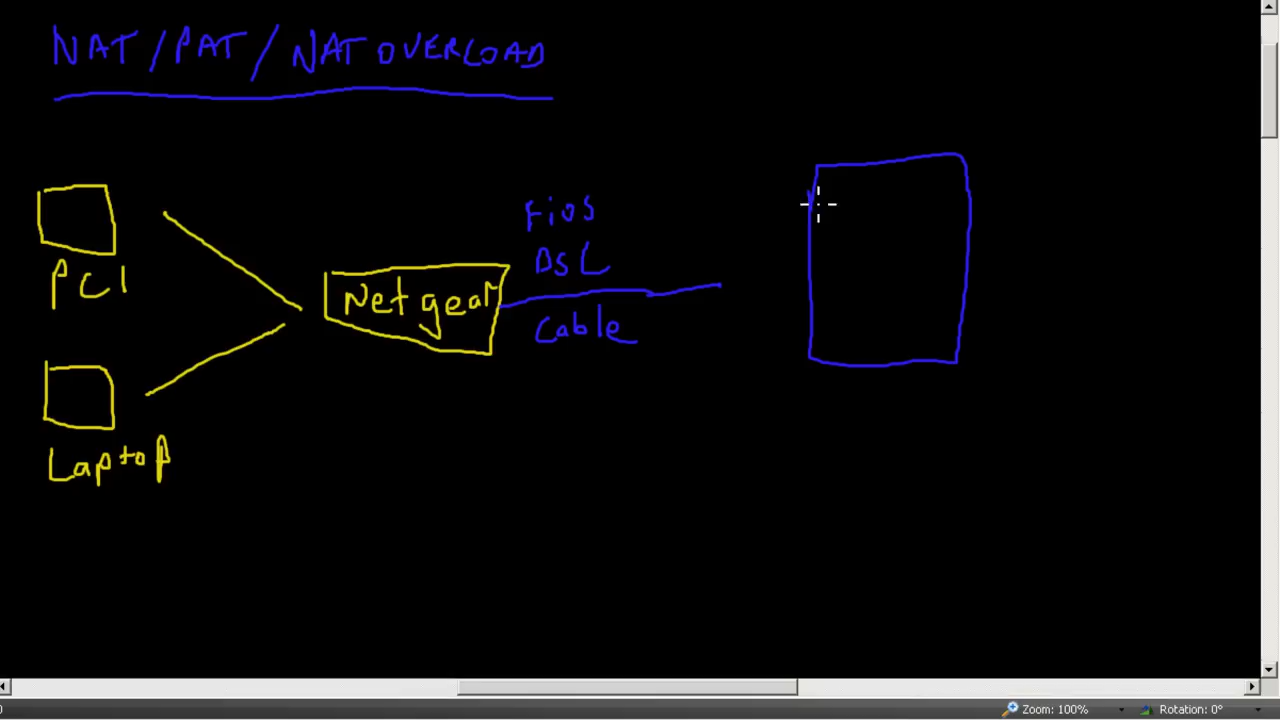 NAT / PAT / NAT OVERLOAD
Fios
DSL
PC1
Netgear
Cable
Laptop
Zoom: 100%
Rotation: 0°